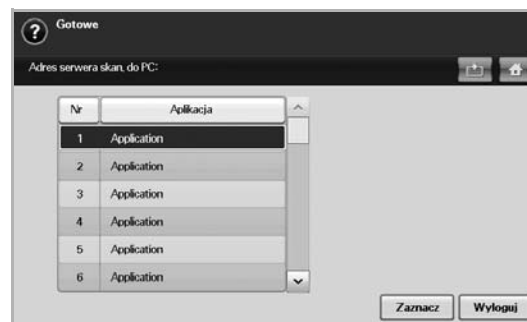 Gotowe
Adres serwera skan. do PC:
Nr Aplikacja
1 Application
2 Application
3 Application
4 Application
5 Application
6 Application
Zaznacz Wyloguj